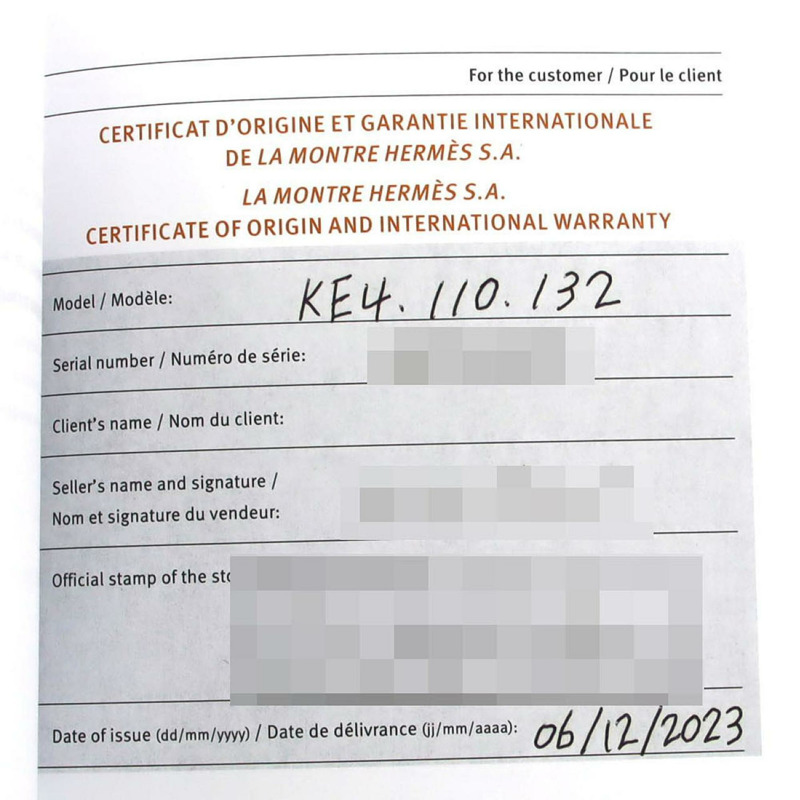 For the customer / Pour le client
CERTIFICAT D'ORIGINE ET GARANTIE INTERNATIONALE
DE LA MONTRE HERMÈS S.A.
LA MONTRE HERMÈS S.A.
CERTIFICATE OF ORIGIN AND INTERNATIONAL WARRANTY
Model / Modèle: KE4.110.132
Serial number / Numéro de série:
Client's name / Nom du client:
Seller's name and signature /
Nom et signature du vendeur:
Official stamp of the
Date of issue (dd/mm/yyyy) / Date de délivrance (jj/mm/aaaa): 06/12/2023